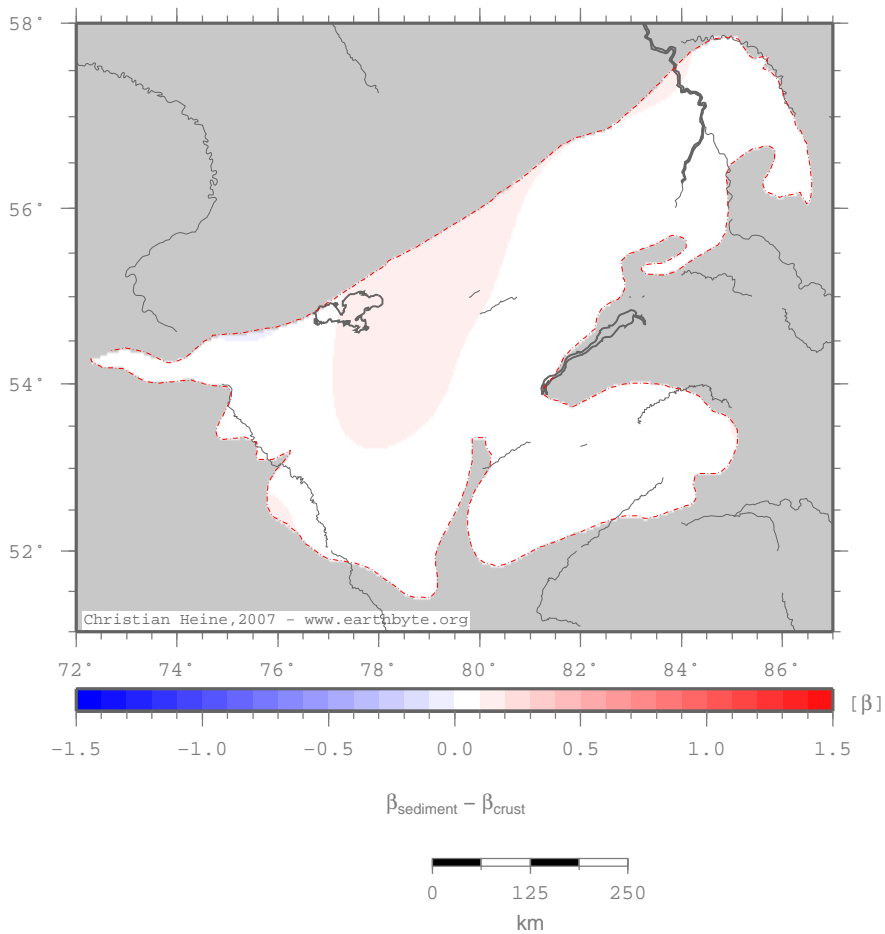 58°
56°
54°
52°
Christian Heine,2007 - www.earthbyte.org
72° 74° 76° 78° 80° 82° 84° 86°
[β]
-1.5 -1.0 -0.5 0.0 0.5 1.0 1.5
βsediment − βcrust
0 125 250
km